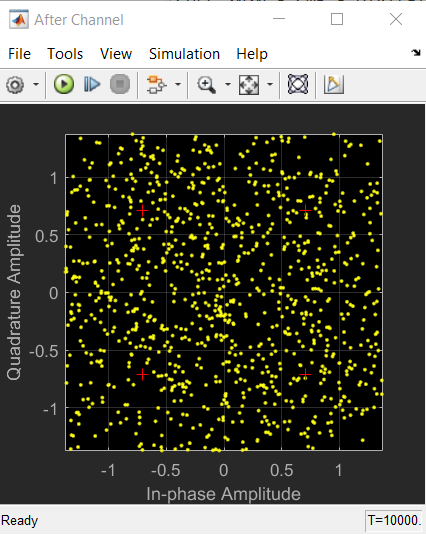 After Channel
File Tools View Simulation Help
Quadrature Amplitude
1
0.5
0
-0.5
-1
-1 -0.5 0 0.5 1
In-phase Amplitude
Ready T=10000.